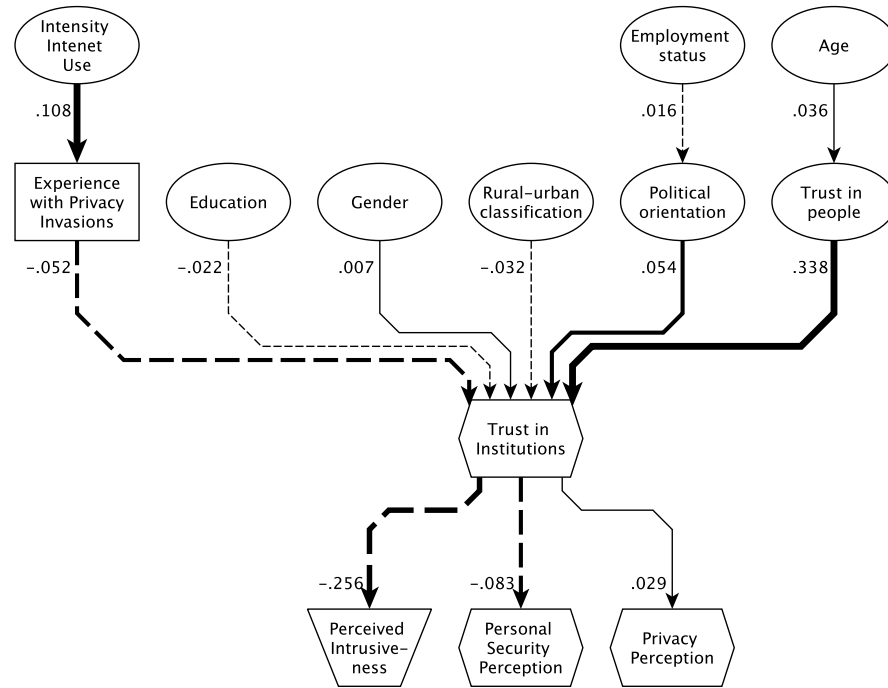 Intensity
Intenet
Use
Employment
status
Age
.108
.016
.036
Experience
with Privacy
Invasions
Education
Gender
Rural-urban
classification
Political
orientation
Trust in
people
-.052
-.022
.007
-.032
.054
.338
Trust in
Institutions
-.256
-.083
.029
Perceived
Intrusive-
ness
Personal
Security
Perception
Privacy
Perception